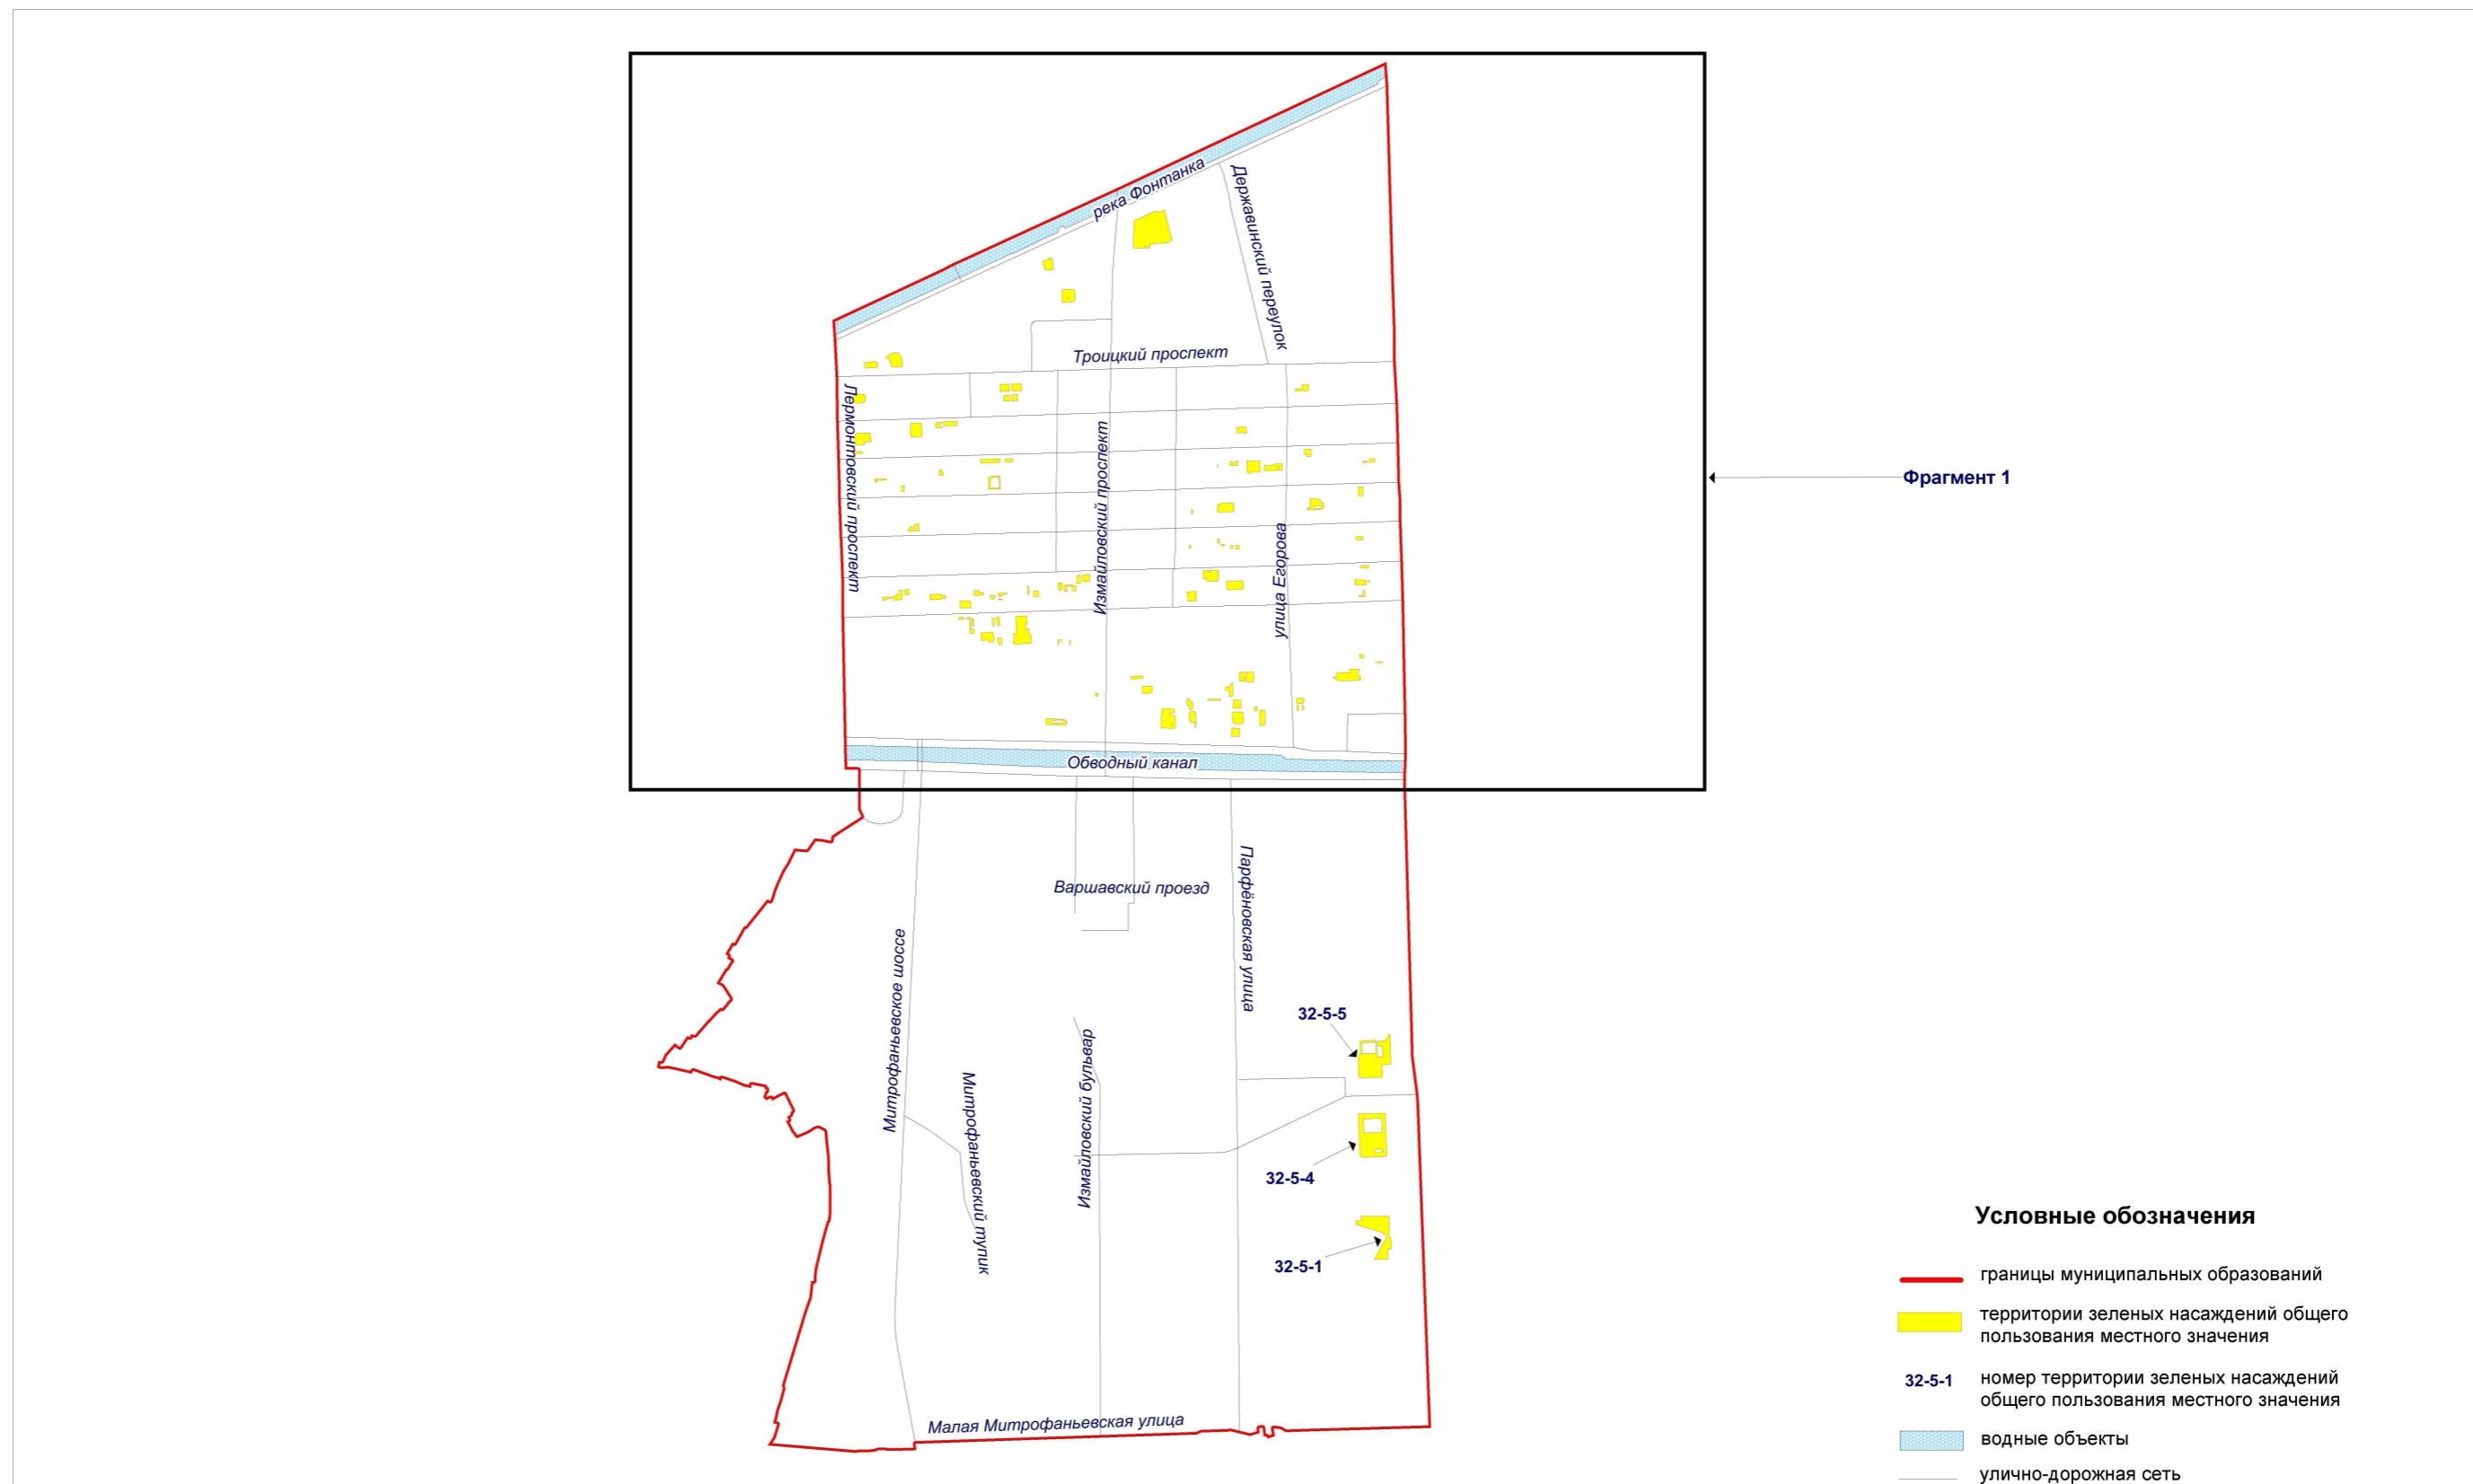 река Фонтанка
Державинский переулок
Троицкий проспект
Лермонтовский проспект
Измайловский проспект
улица Егорова
Фрагмент 1
Обводный канал
Варшавский проезд
Парфёновская улица
Митрофаньевское шоссе
32-5-5
Митрофаньевский тупик
Измайловский бульвар
32-5-4
32-5-1
Малая Митрофаньевская улица
Условные обозначения
границы муниципальных образований
территории зеленых насаждений общего
пользования местного значения
32-5-1 номер территории зеленых насаждений
общего пользования местного значения
водные объекты
улично-дорожная сеть